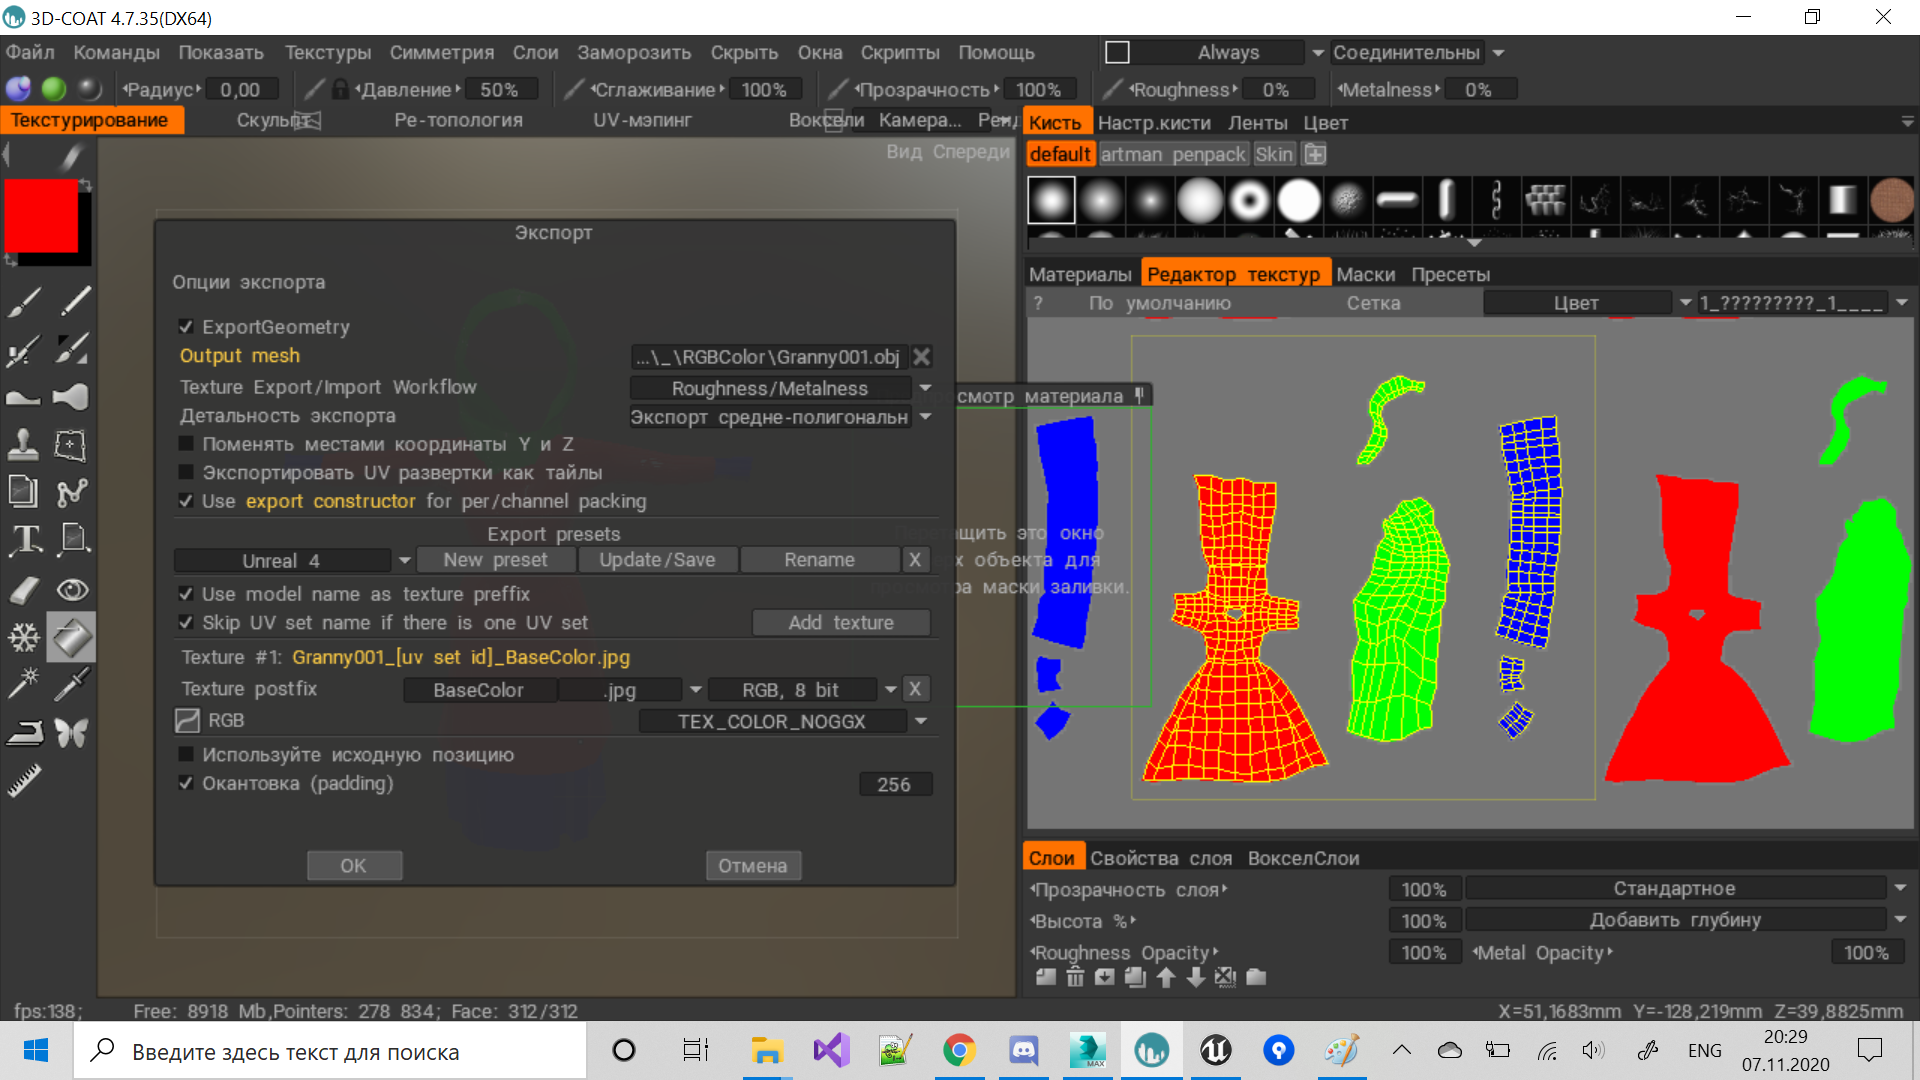 3D-COAT 4.7.35(DX64)
Файл Команды Показать Текстуры Симметрия Слои Заморозить Скрыть Окна Скрипты Помощь Always Соединительны
Радиус 0,00 Давление 50% Сглаживание 100% Прозрачность 100% Roughness 0% Metalness 0%
Текстурирование Скульпт Ре-топология UV-мэпинг Воксели Камера... Ренд
Вид Спереди
Кисть Настр.кисти Ленты Цвет
default artman penpack Skin
Материалы Редактор текстур Маски Пресеты
? По умолчанию Сетка Цвет 1_?????????_1____
Экспорт
Опции экспорта
ExportGeometry
Output mesh ...\_\RGBColor\Granny001.obj
Texture Export/Import Workflow Roughness/Metalness
Детальность экспорта Экспорт средне-полигональн
Поменять местами координаты Y и Z
Экспортировать UV развертки как тайлы
Use export constructor for per/channel packing
Export presets
Unreal 4 New preset Update/Save Rename X
Use model name as texture preffix
Skip UV set name if there is one UV set Add texture
Texture #1: Granny001_[uv set id]_BaseColor.jpg
Texture postfix BaseColor .jpg RGB, 8 bit X
RGB TEX_COLOR_NOGGX
Используйте исходную позицию
Окантовка (padding) 256
OK Отмена
смотр материала
щить это окно
х объекта для
ра маски заливки.
Слои Свойства слоя ВокселСлои
Прозрачность слоя 100% Стандартное
Высота % 100% Добавить глубину
Roughness Opacity 100% Metal Opacity 100%
fps:138; Free: 8918 Mb,Pointers: 278 834; Face: 312/312 X=51,1683mm Y=-128,219mm Z=39,8825mm
Введите здесь текст для поиска
MAX
ENG
20:29
07.11.2020